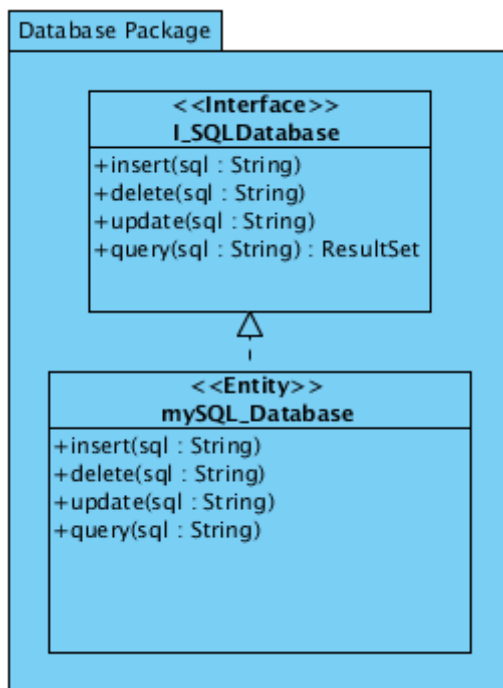 Database Package
<<Interface>>
I_SQLDatabase
+insert(sql : String)
+delete(sql : String)
+update(sql : String)
+query(sql : String) : ResultSet
<<Entity>>
mySQL_Database
+insert(sql : String)
+delete(sql : String)
+update(sql : String)
+query(sql : String)